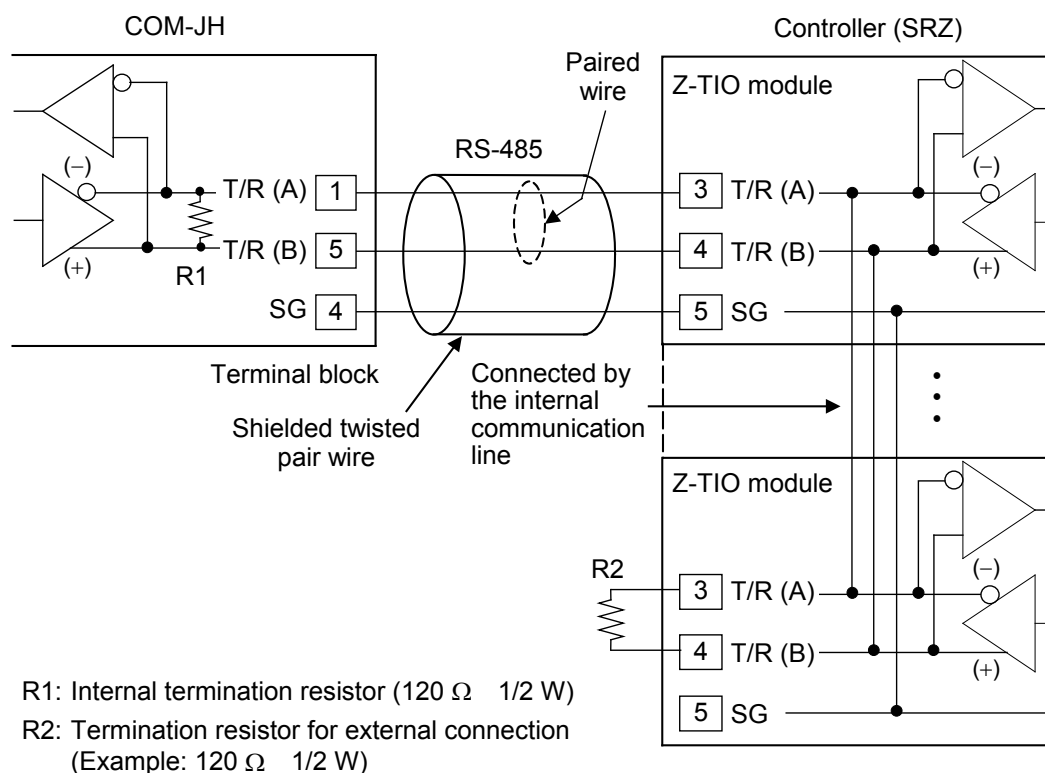 COM-JH
Controller (SRZ)
Paired
wire
Z-TIO module
RS-485
(−)
T/R (A)
1
3
T/R (A)
(−)
T/R (B)
5
4
T/R (B)
(+)
R1
(+)
SG
4
5
SG
Terminal block
Shielded twisted
pair wire
Connected by
the internal
communication
line
Z-TIO module
R2
3
T/R (A)
(−)
4
T/R (B)
(+)
5
SG
R1: Internal termination resistor (120 Ω 1/2 W)
R2: Termination resistor for external connection
(Example: 120 Ω 1/2 W)